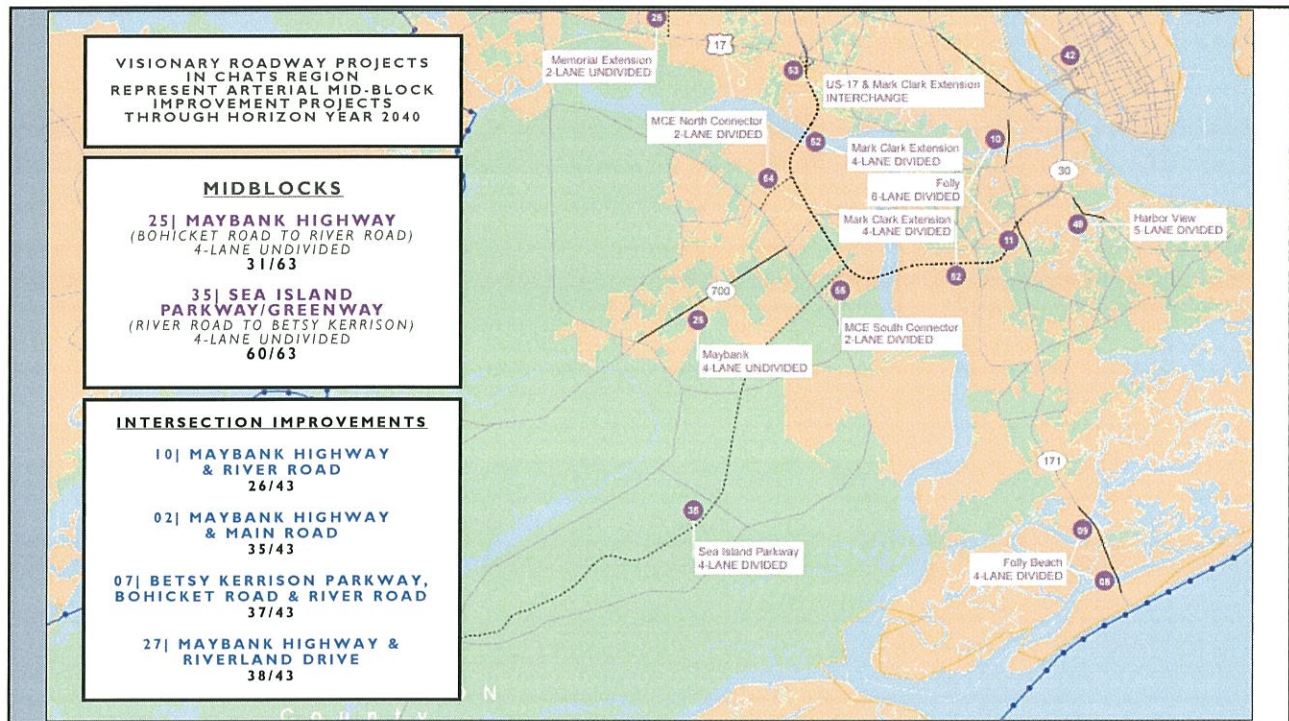 VISIONARY ROADWAY PROJECTS
IN CHATS REGION
REPRESENT ARTERIAL MID-BLOCK
IMPROVEMENT PROJECTS
THROUGH HORIZON YEAR 2040
MIDBLOCKS
25| MAYBANK HIGHWAY
(BOHICKET ROAD TO RIVER ROAD)
4-LANE UNDIVIDED
31/63
35| SEA ISLAND
PARKWAY/GREENWAY
(RIVER ROAD TO BETSY KERRISON)
4-LANE UNDIVIDED
60/63
INTERSECTION IMPROVEMENTS
10| MAYBANK HIGHWAY
& RIVER ROAD
26/43
02| MAYBANK HIGHWAY
& MAIN ROAD
35/43
07| BETSY KERRISON PARKWAY,
BOHICKET ROAD & RIVER ROAD
37/43
27| MAYBANK HIGHWAY &
RIVERLAND DRIVE
38/43
26
Memorial Extension
2-LANE UNDIVIDED
17
53
US-17 & Mark Clark Extension
INTERCHANGE
42
MCE North Connector
2-LANE DIVIDED
52
Mark Clark Extension
4-LANE DIVIDED
10
54
Folly
6-LANE DIVIDED
30
Mark Clark Extension
4-LANE DIVIDED
11
Harbor View
5-LANE DIVIDED
52
700
55
25
MCE South Connector
2-LANE DIVIDED
Maybank
4-LANE UNDIVIDED
171
35
Sea Island Parkway
4-LANE DIVIDED
09
Folly Beach
4-LANE DIVIDED
08
N
County